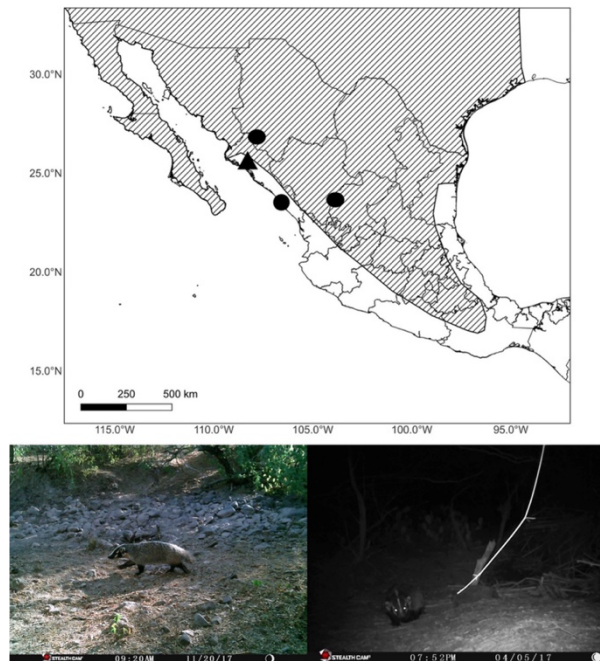 30.0°N
25.0°N
20.0°N
15.0°N
0 250 500 km
115.0°W 110.0°W 105.0°W 100.0°W 95.0°W
STEALTH CAM 09:20AM 11/20/17
STEALTH CAM 07:52PM 04/05/17